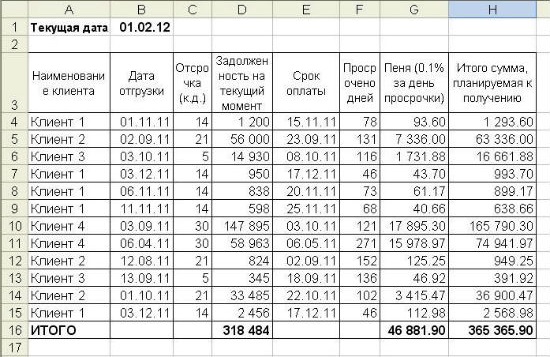 A B C D E F G H
1 Текущая дата 01.02.12
2
3 Наименовани е клиента Дата отгрузки Отсро чка (к.д.) Задолжен ность на текущий момент Срок оплаты Проср очено дней Пеня (0.1% за день просрочки) Итого сумма, планируемая к получению
4 Клиент 1 01.11.11 14 1 200 15.11.11 78 93.60 1 293.60
5 Клиент 2 02.09.11 21 56 000 23.09.11 131 7 336.00 63 336.00
6 Клиент 3 03.10.11 5 14 930 08.10.11 116 1 731.88 16 661.88
7 Клиент 1 03.12.11 14 950 17.12.11 46 43.70 993.70
8 Клиент 1 06.11.11 14 838 20.11.11 73 61.17 899.17
9 Клиент 1 11.11.11 14 598 25.11.11 68 40.66 638.66
10 Клиент 4 03.09.11 30 147 895 03.10.11 121 17 895.30 165 790.30
11 Клиент 4 06.04.11 30 58 963 06.05.11 271 15 978.97 74 941.97
12 Клиент 2 12.08.11 21 824 02.09.11 152 125.25 949.25
13 Клиент 3 13.09.11 5 345 18.09.11 136 46.92 391.92
14 Клиент 2 01.10.11 21 33 485 22.10.11 102 3 415.47 36 900.47
15 Клиент 1 03.12.11 14 2 456 17.12.11 46 112.98 2 568.98
16 ИТОГО 318 484 46 881.90 365 365.90
17